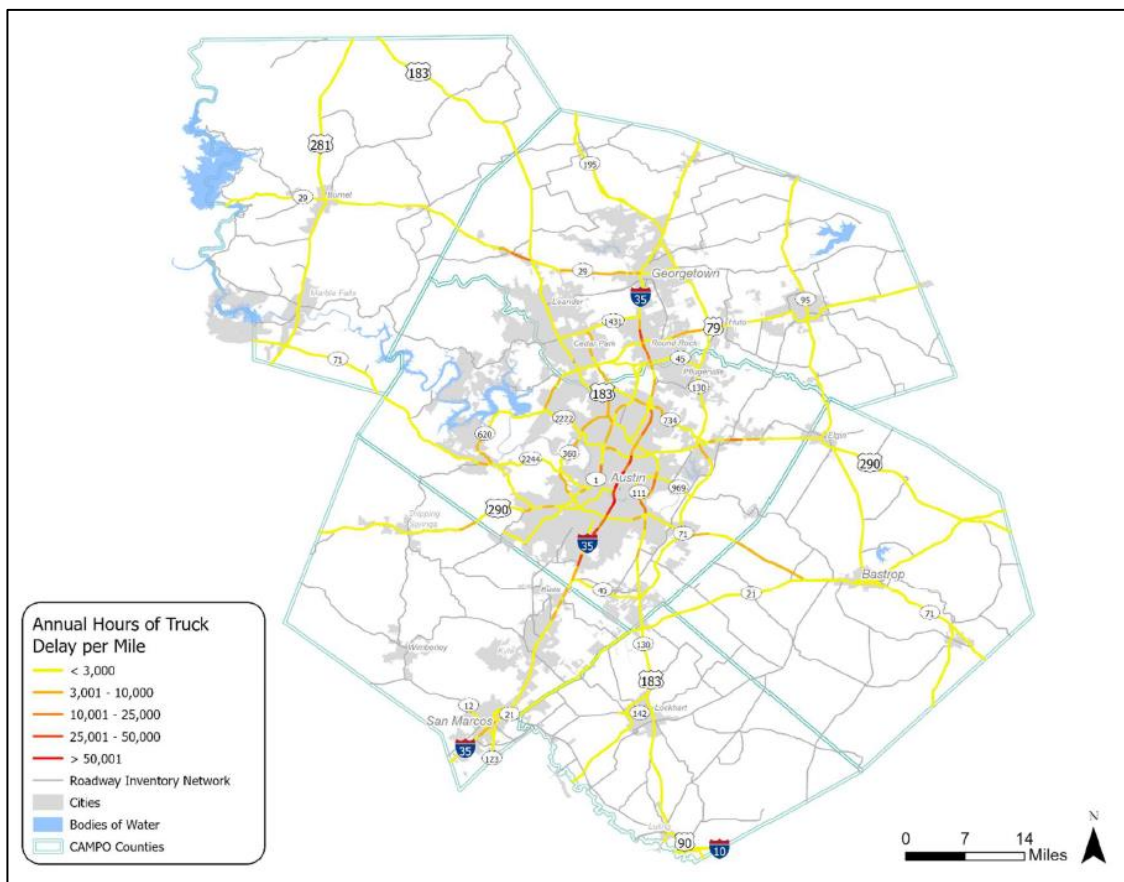 183
281
195
29
Burnet
Georgetown
29
35
95
Marble Falls
Leander
1431
79
Hutto
Cedar Park
Round Rock
71
45
Pflugerville
183
130
2222
734
620
Elgin
360
2244
290
1
Austin
969
111
290
Dripping
Springs
71
35
Bastrop
Buda
45
21
71
Wimberley
Kyle
130
183
12
21
142
Lockhart
San Marcos
35
123
Luling
90
10
Annual Hours of Truck
Delay per Mile
< 3,000
3,001 - 10,000
10,001 - 25,000
25,001 - 50,000
> 50,001
Roadway Inventory Network
Cities
Bodies of Water
CAMPO Counties
N
0 7 14
Miles